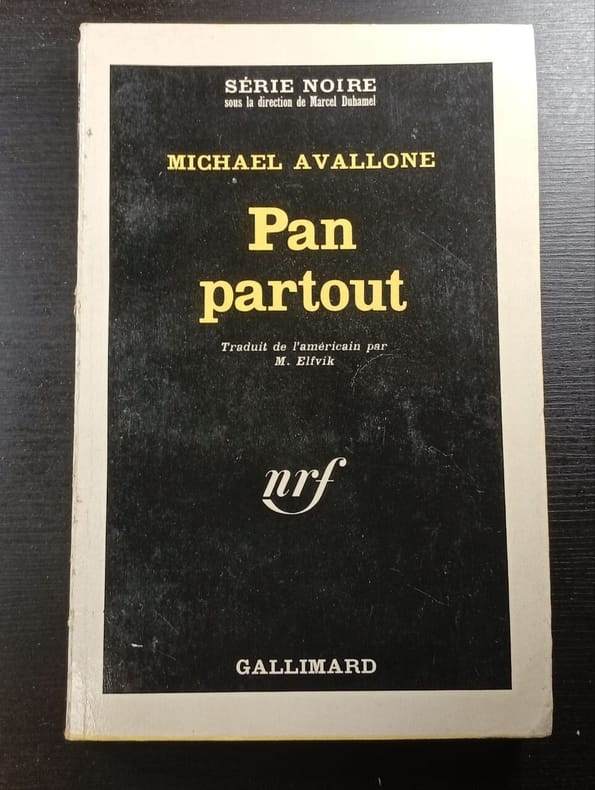 SÉRIE NOIRE
sous la direction de Marcel Duhamel
MICHAEL AVALLONE
Pan
partout
Traduit de l'américain par
M. Elfvik
nrf
GALLIMARD